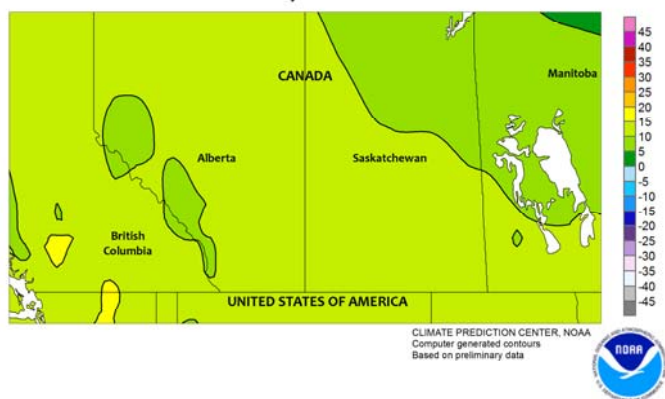 CANADA
Manitoba
Alberta
Saskatchewan
British
Columbia
UNITED STATES OF AMERICA
45
40
35
30
25
20
15
10
5
0
-5
-10
-15
-20
-25
-30
-35
-40
-45
CLIMATE PREDICTION CENTER, NOAA
Computer generated contours
Based on preliminary data
NOAA